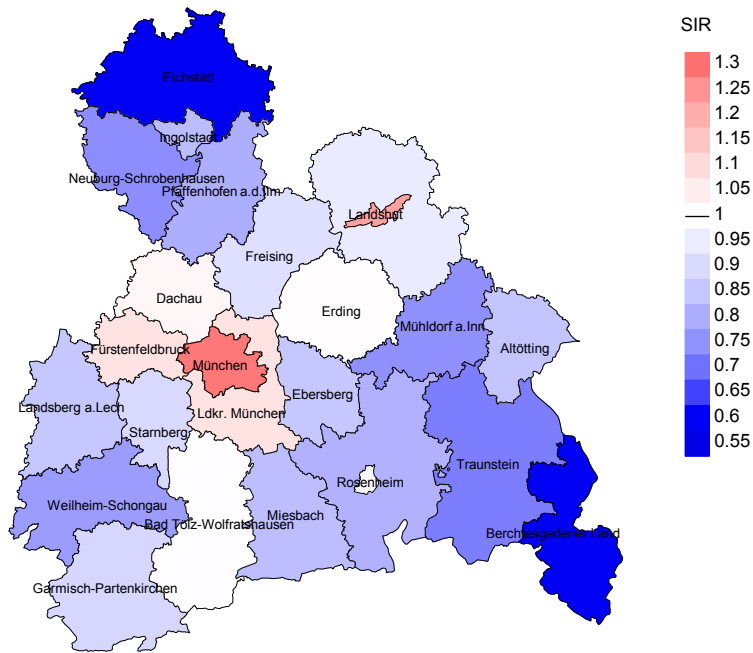 SIR
1.3
1.25
1.2
1.15
1.1
1.05
1
0.95
0.9
0.85
0.8
0.75
0.7
0.65
0.6
0.55
Eichstätt
Ingolstadt
Neuburg-Schrobenhausen
Pfaffenhofen a.d.Ilm
Landshut
Freising
Dachau
Erding
Mühldorf a.Inn
Altötting
Fürstenfeldbruck
München
Ebersberg
Landsberg a.Lech
Ldkr. München
Starnberg
Traunstein
Rosenheim
Weilheim-Schongau
Miesbach
Bad Tölz-Wolfratshausen
Berchtesgadener Land
Garmisch-Partenkirchen